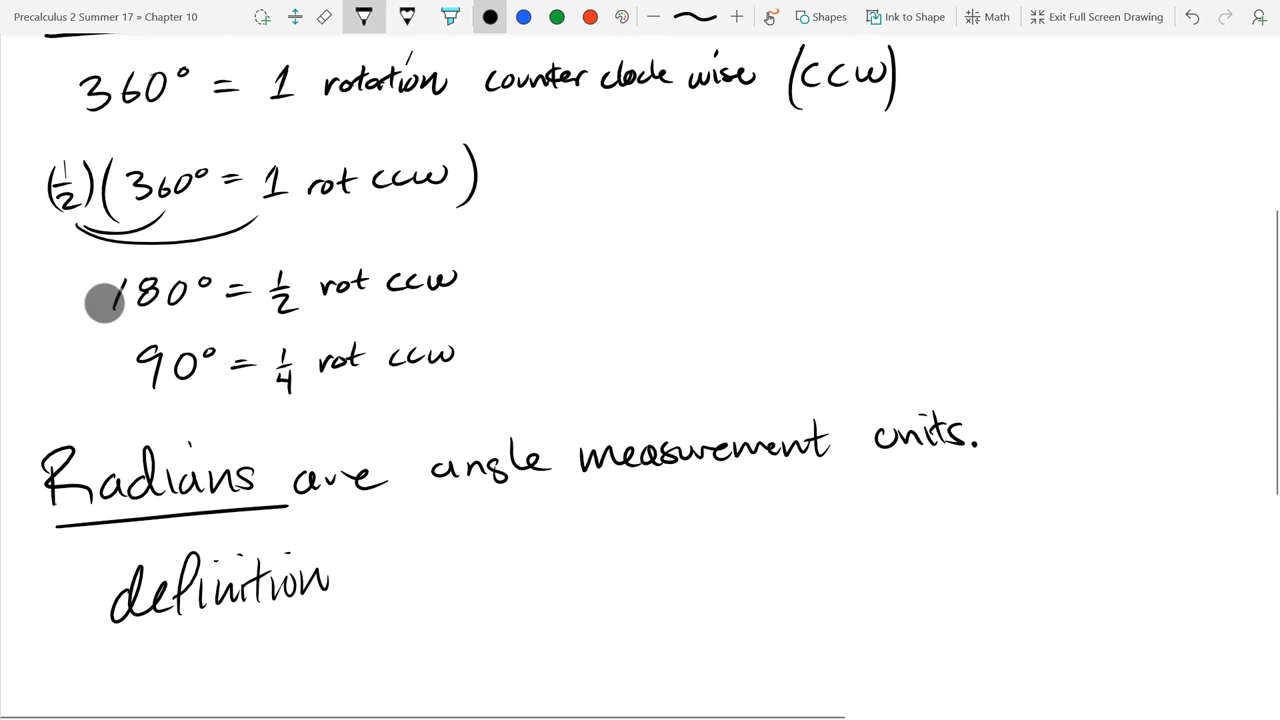 Precalculus 2 Summer 17 » Chapter 10 Shapes Ink to Shape Math Exit Full Screen Drawing
360° = 1 rotation counter clock wise (CCW)
(1/2)(360° = 1 rot CCW)
180° = 1/2 rot CCW
90° = 1/4 rot CCW
Radians are angle measurement units.
definition